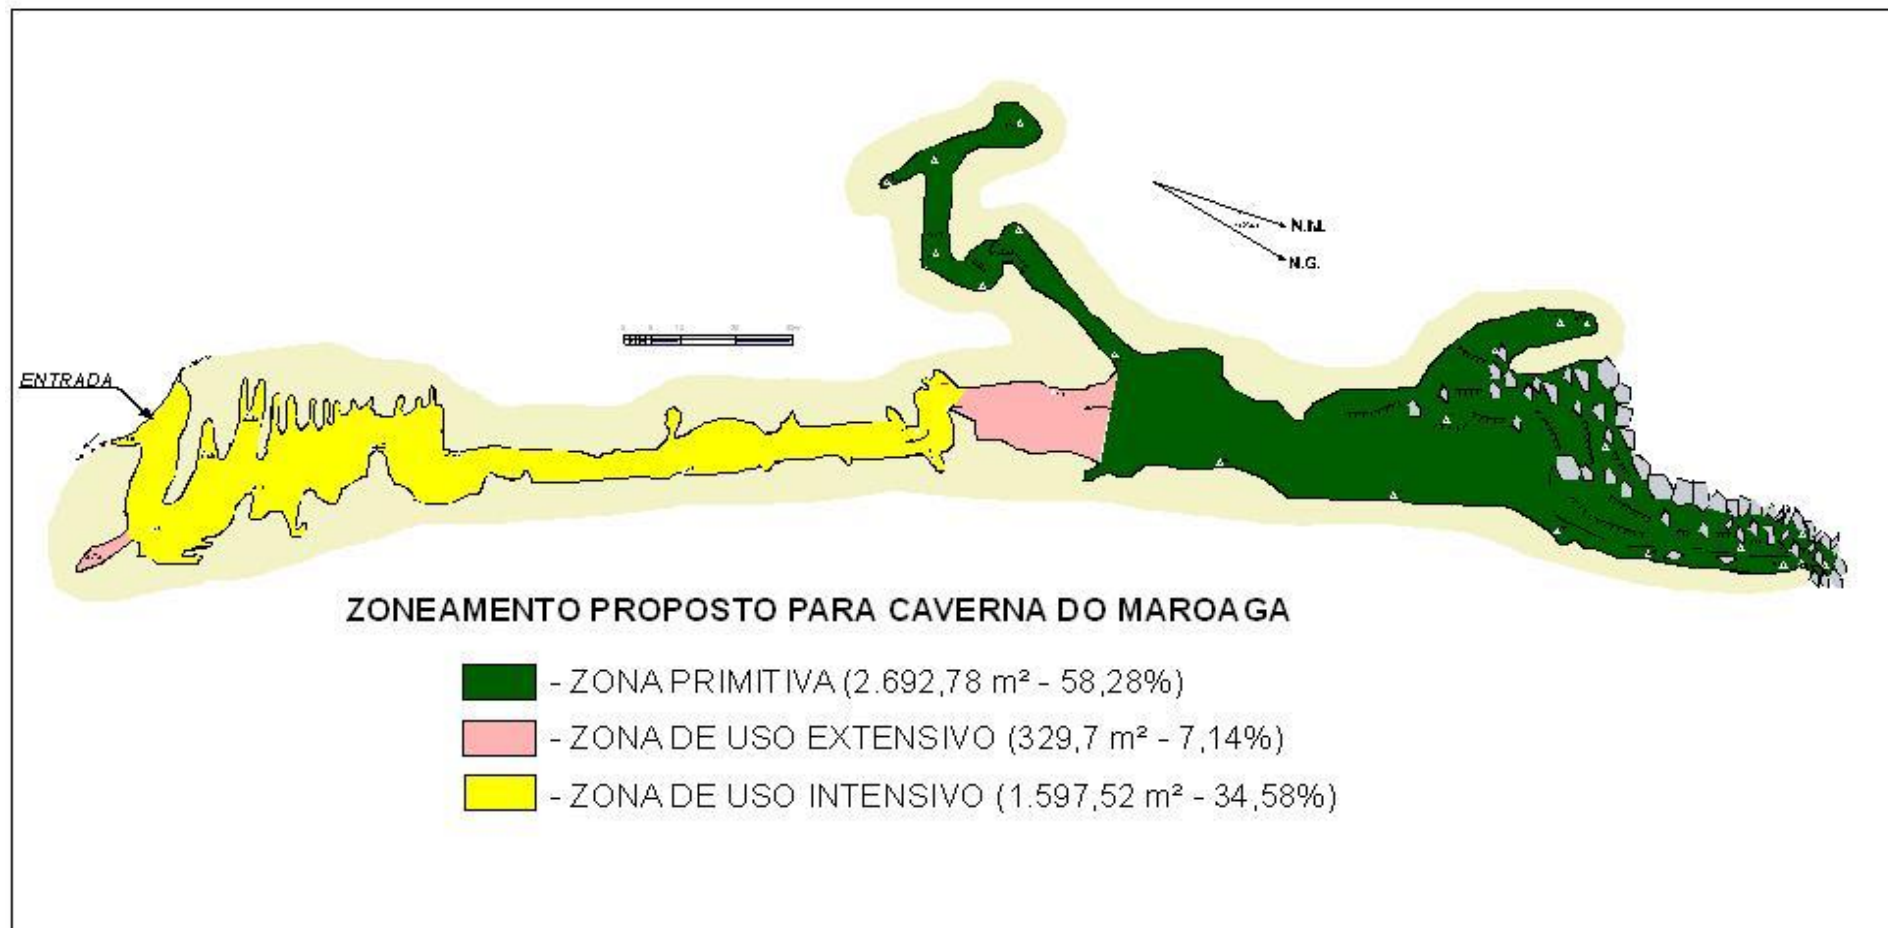 N.M.
N.G.
ENTRADA
ZONEAMENTO PROPOSTO PARA CAVERNA DO MAROAGA
- ZONA PRIMITIVA (2.692,78 m² - 58,28%)
- ZONA DE USO EXTENSIVO (329,7 m² - 7,14%)
- ZONA DE USO INTENSIVO (1.597,52 m² - 34,58%)